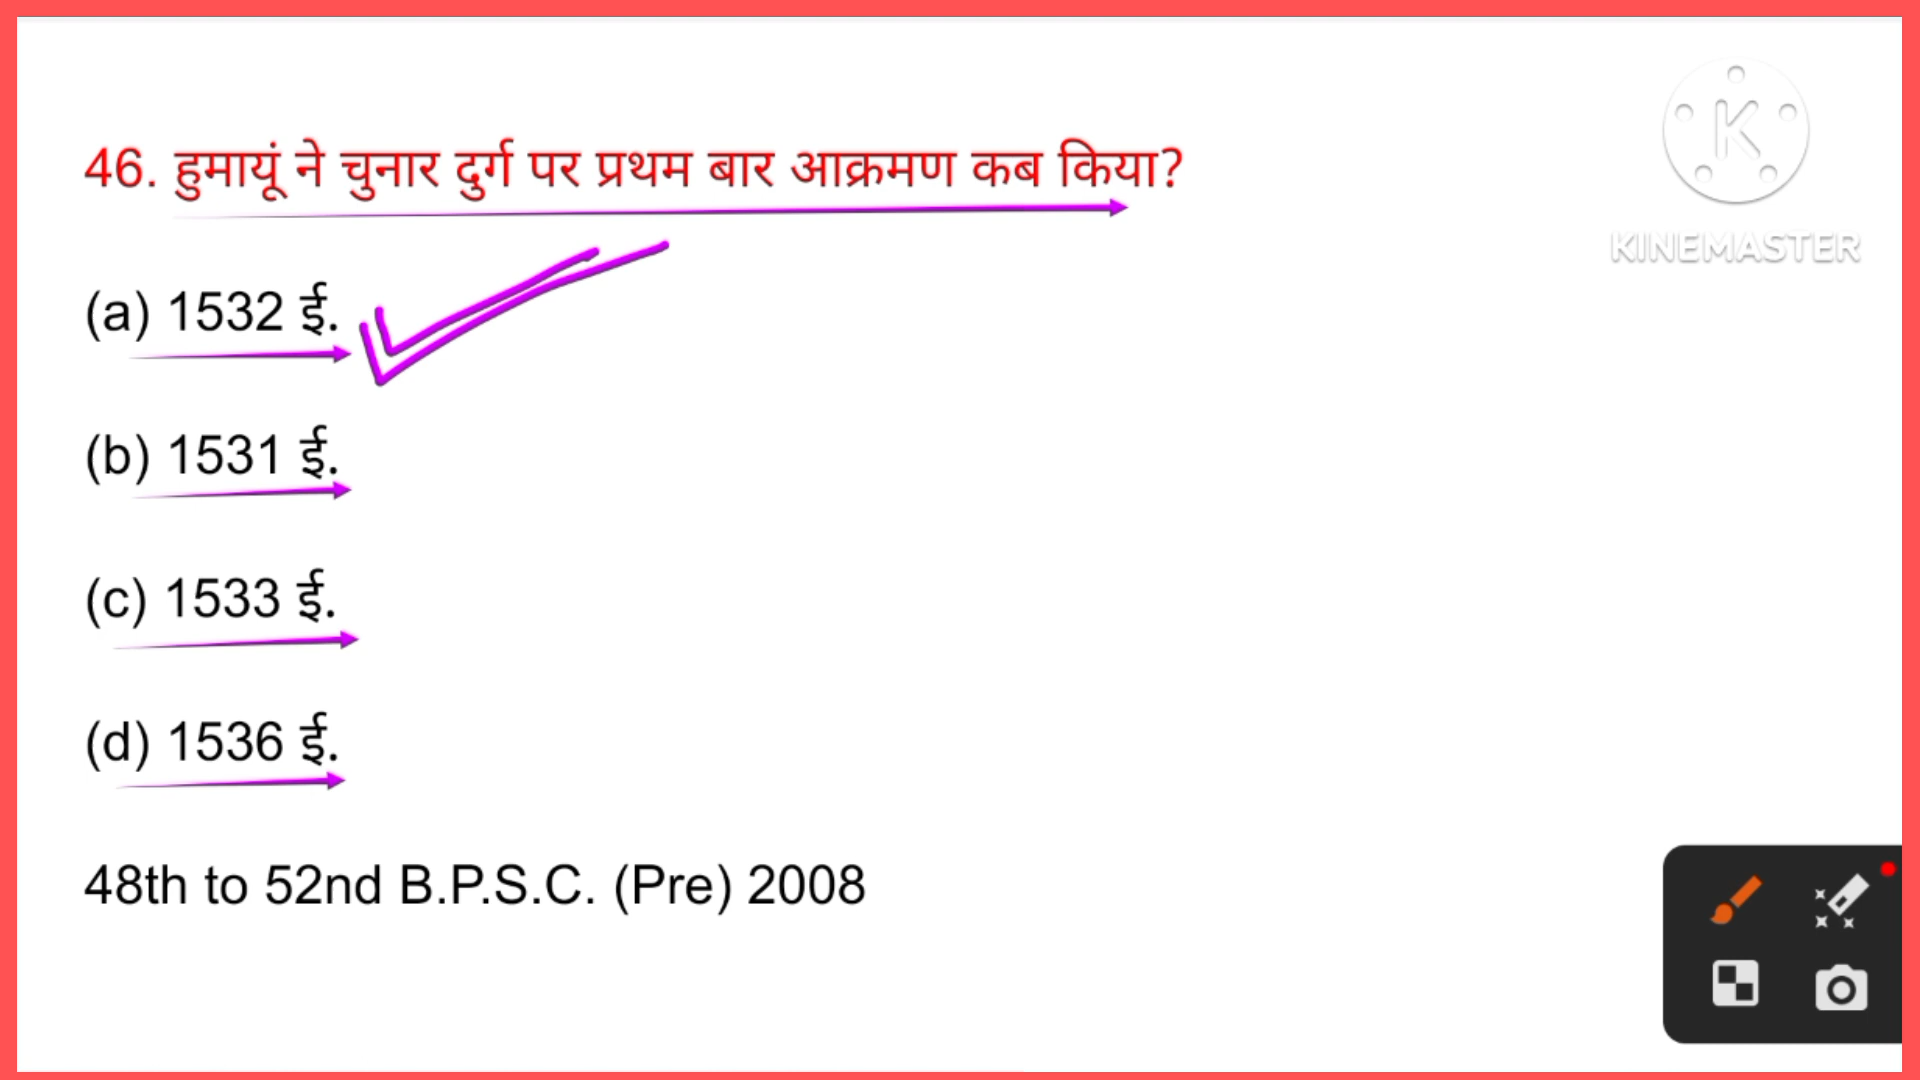 46. हुमायूं ने चुनार दुर्ग पर प्रथम बार आक्रमण कब किया?
(a) 1532 ई.
(b) 1531 ई.
(c) 1533 ई.
(d) 1536 ई.
48th to 52nd B.P.S.C. (Pre) 2008
K
KINEMASTER